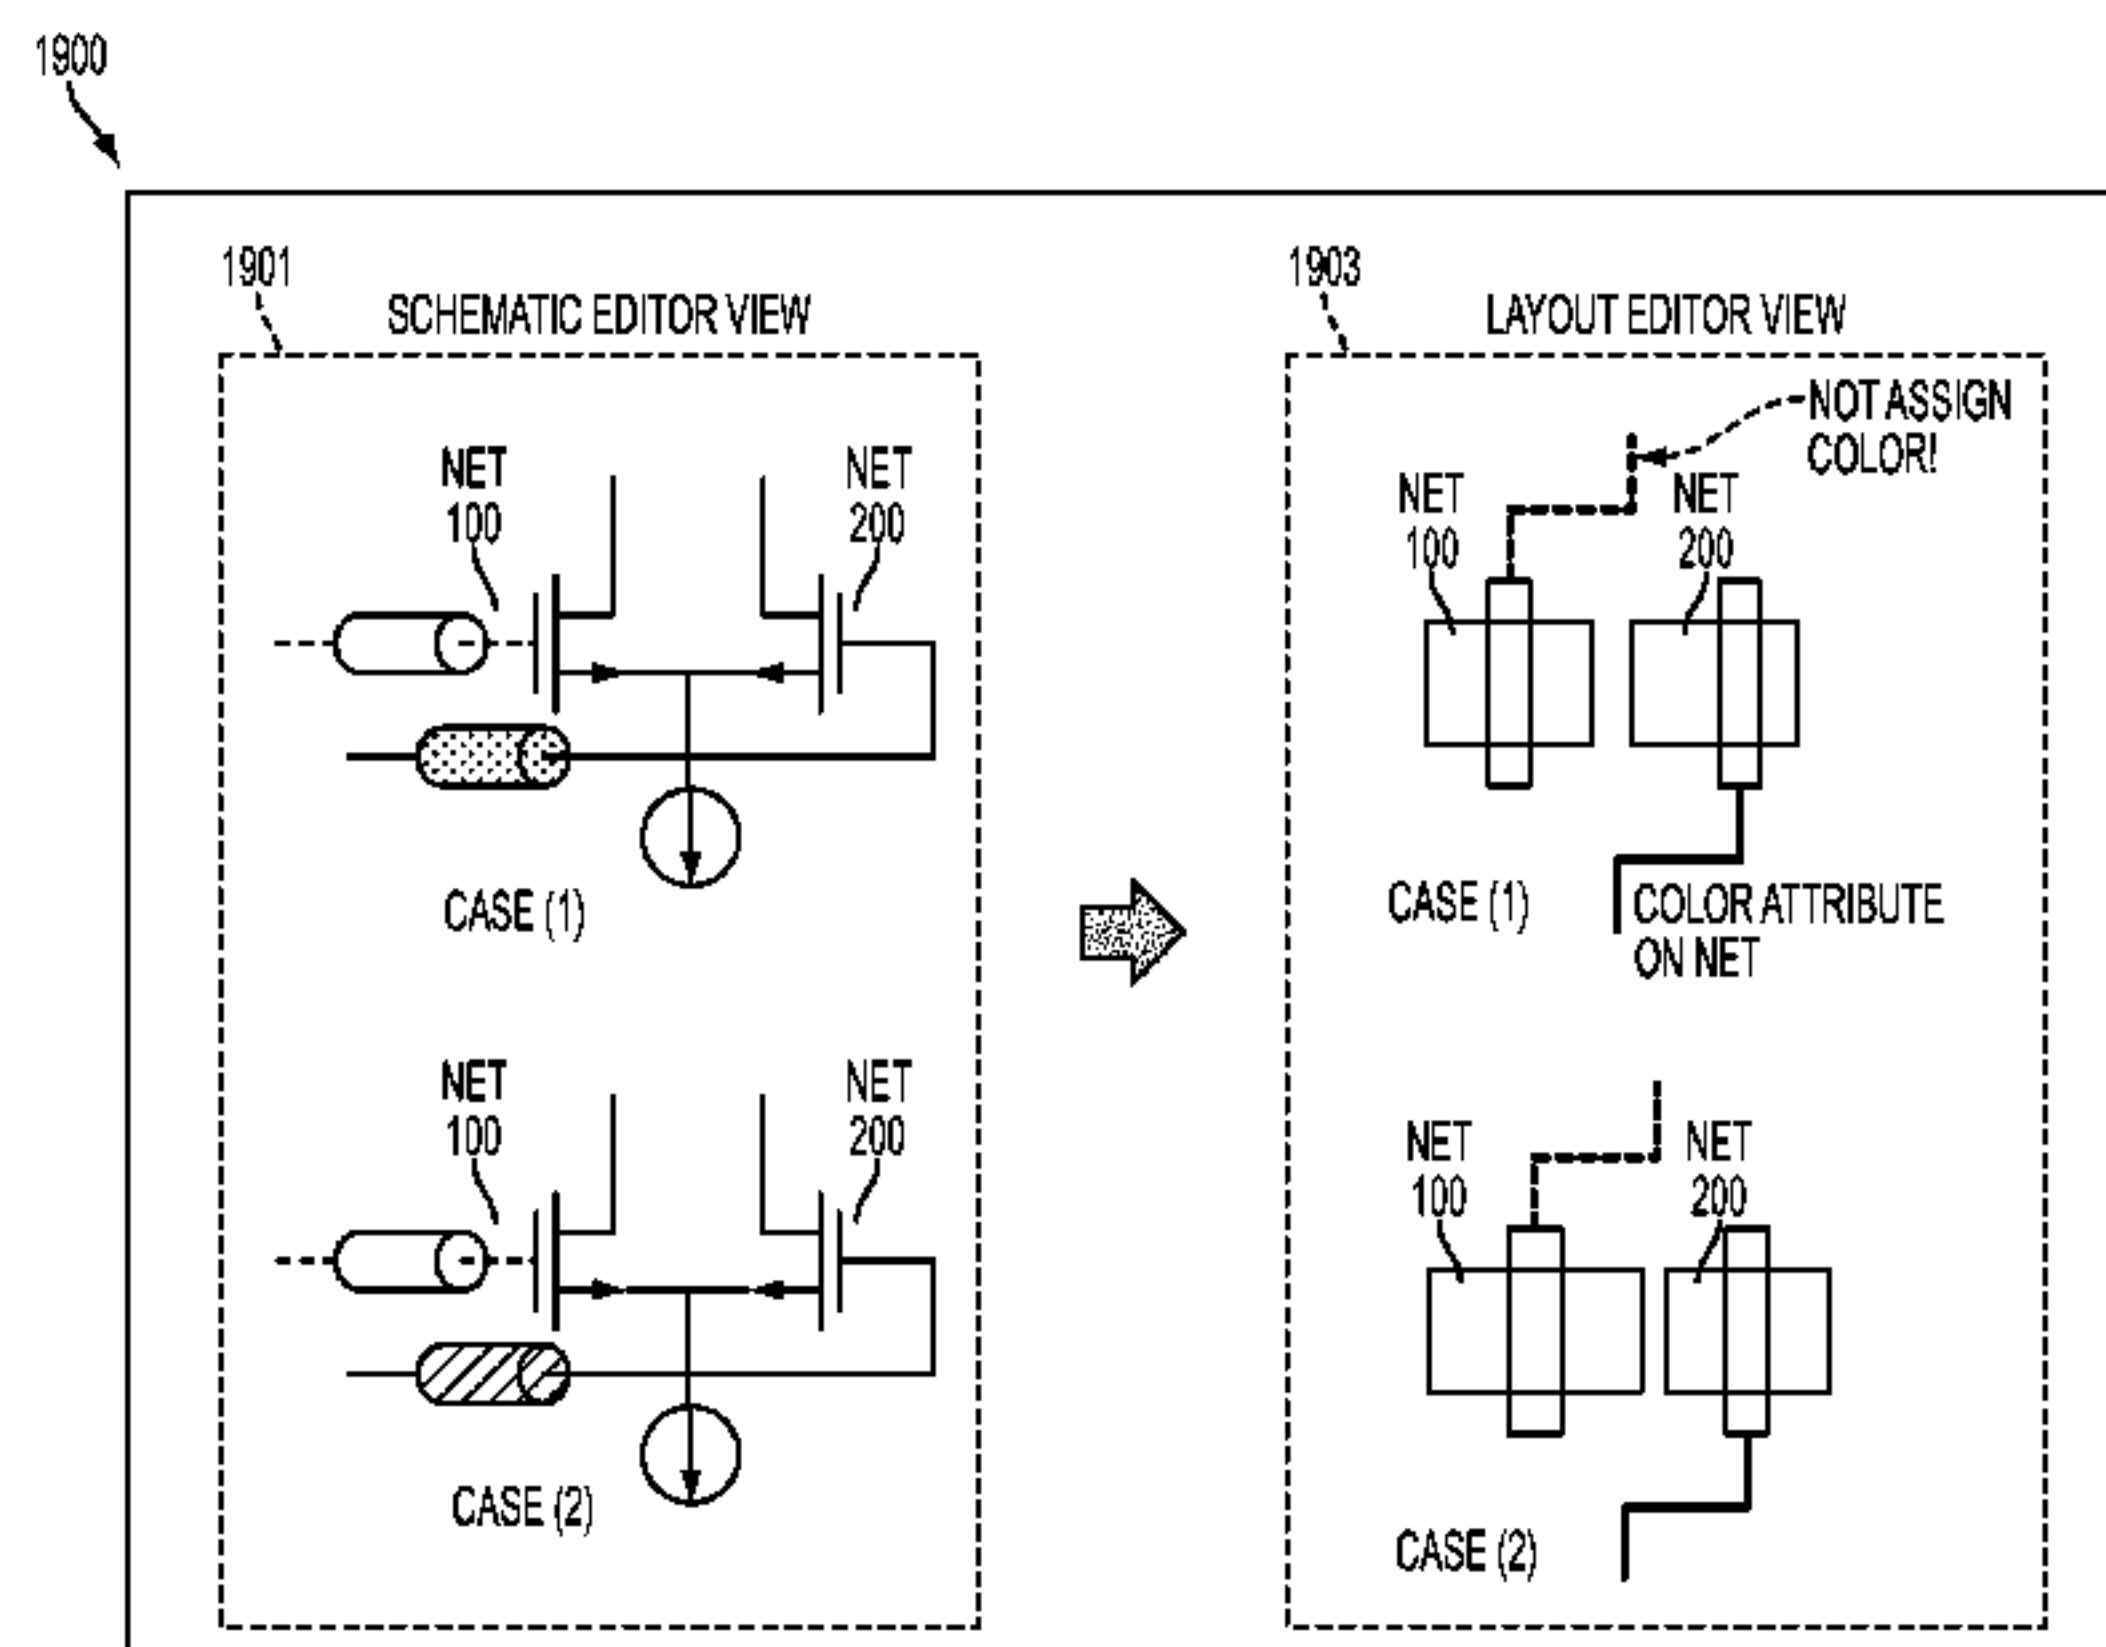 1900
1901
SCHEMATIC EDITOR VIEW
NET
100
NET
200
CASE (1)
NET
100
NET
200
CASE (2)
1903
LAYOUT EDITOR VIEW
NOT ASSIGN
COLOR!
NET
100
NET
200
CASE (1)
COLOR ATTRIBUTE
ON NET
NET
100
NET
200
CASE (2)